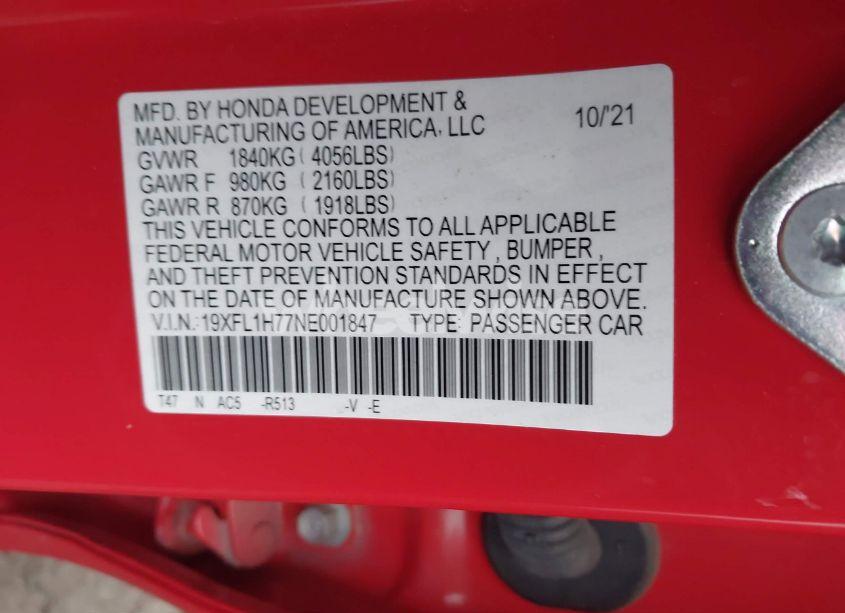 MFD. BY HONDA DEVELOPMENT &
MANUFACTURING OF AMERICA, LLC 10/'21
GVWR 1840KG ( 4056LBS)
GAWR F 980KG ( 2160LBS)
GAWR R 870KG ( 1918LBS)
THIS VEHICLE CONFORMS TO ALL APPLICABLE
FEDERAL MOTOR VEHICLE SAFETY , BUMPER ,
AND THEFT PREVENTION STANDARDS IN EFFECT
ON THE DATE OF MANUFACTURE SHOWN ABOVE.
V.I.N.:19XFL1H77NE001847 TYPE: PASSENGER CAR
T47 N AC5 -R513 -V -E